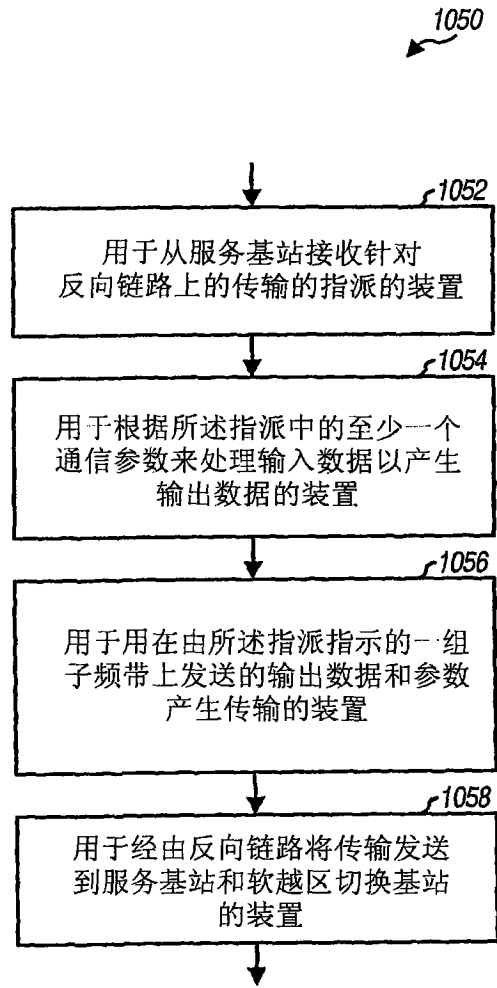 1050
1052
用于从服务基站接收针对
反向链路上的传输的指派的装置
1054
用于根据所述指派中的至少一个
通信参数来处理输入数据以产生
输出数据的装置
1056
用于用在由所述指派指示的一组
子频带上发送的输出数据和参数
产生传输的装置
1058
用于经由反向链路将传输发送
到服务基站和软越区切换基站
的装置